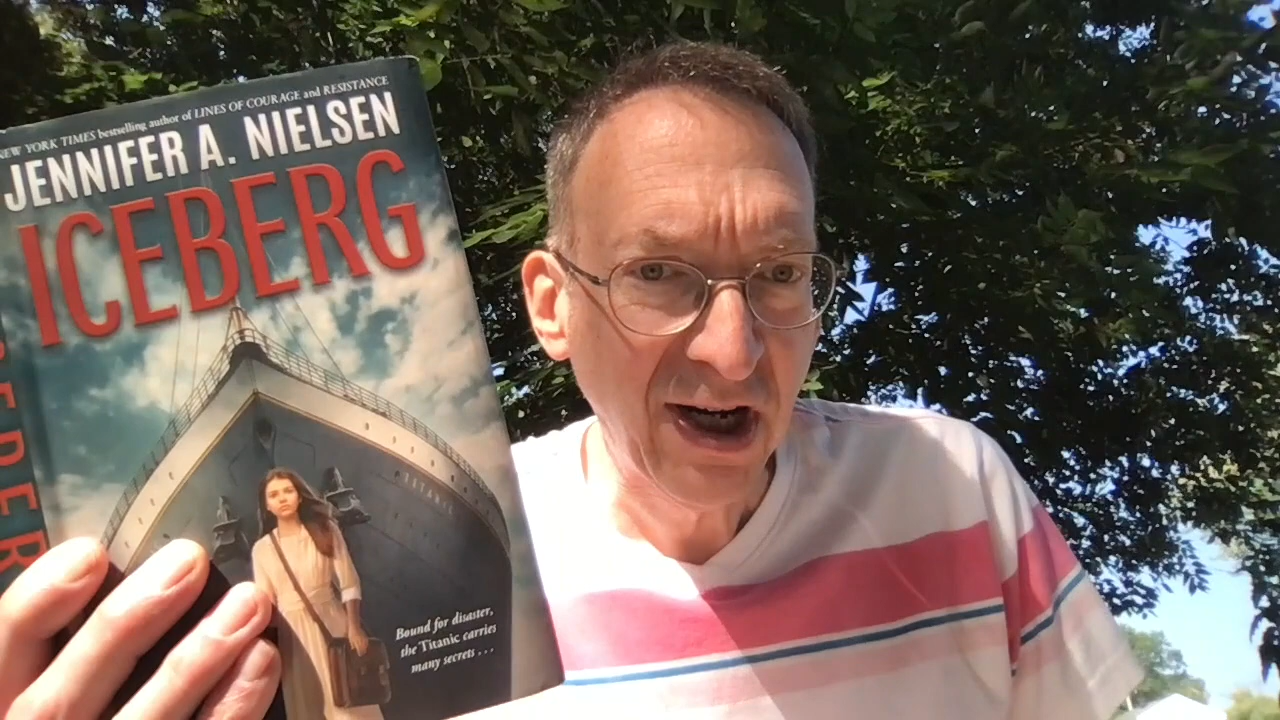 NEW YORK TIMES bestselling author of LINES OF COURAGE and RESISTANCE
JENNIFER A. NIELSEN
ICEBERG
TITANIC
Bound for disaster,
the Titanic carries
many secrets . . .